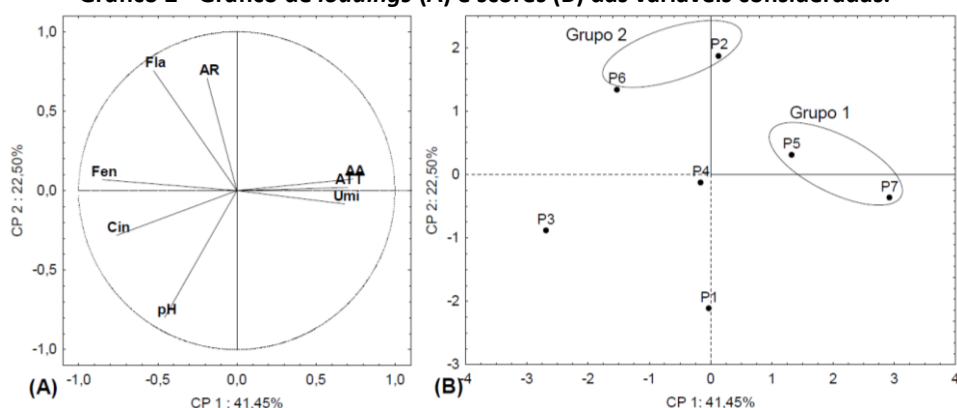 Gráfico - Gráfico de loadings (A) e scores (B) das variáveis consideradas.
1,0
0,5
0,0
-0,5
-1,0
CP 2 : 22,50%
Fla
AR
Fen
AA
ATT
Umi
Cin
pH
(A)
-1,0
-0,5
0,0
0,5
1,0
CP 1 : 41,45%
2
1
0
-1
-2
-3
CP 2: 22,50%
Grupo 2
P2
P6
Grupo 1
P5
P4
P7
P3
P1
(B)
-4
-3
-2
-1
0
1
2
3
4
CP 1: 41,45%